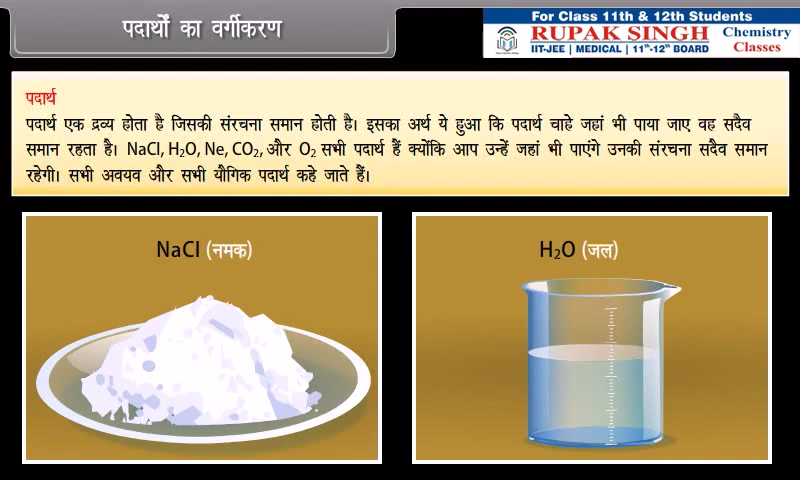 पदार्थों का वर्गीकरण
For Class 11th & 12th Students
RUPAK SINGH
Chemistry
Classes
IIT-JEE | MEDICAL | 11th-12th BOARD
पदार्थ
पदार्थ एक द्रव्य होता है जिसकी संरचना समान होती है। इसका अर्थ ये हुआ कि पदार्थ चाहे जहां भी पाया जाए वह सदैव
समान रहता है। NaCl, H₂O, Ne, CO₂, और O₂ सभी पदार्थ हैं क्योंकि आप उन्हें जहां भी पाएंगे उनकी संरचना सदैव समान
रहेगी। सभी अवयव और सभी यौगिक पदार्थ कहे जाते हैं।
NaCl (नमक)
H₂O (जल)